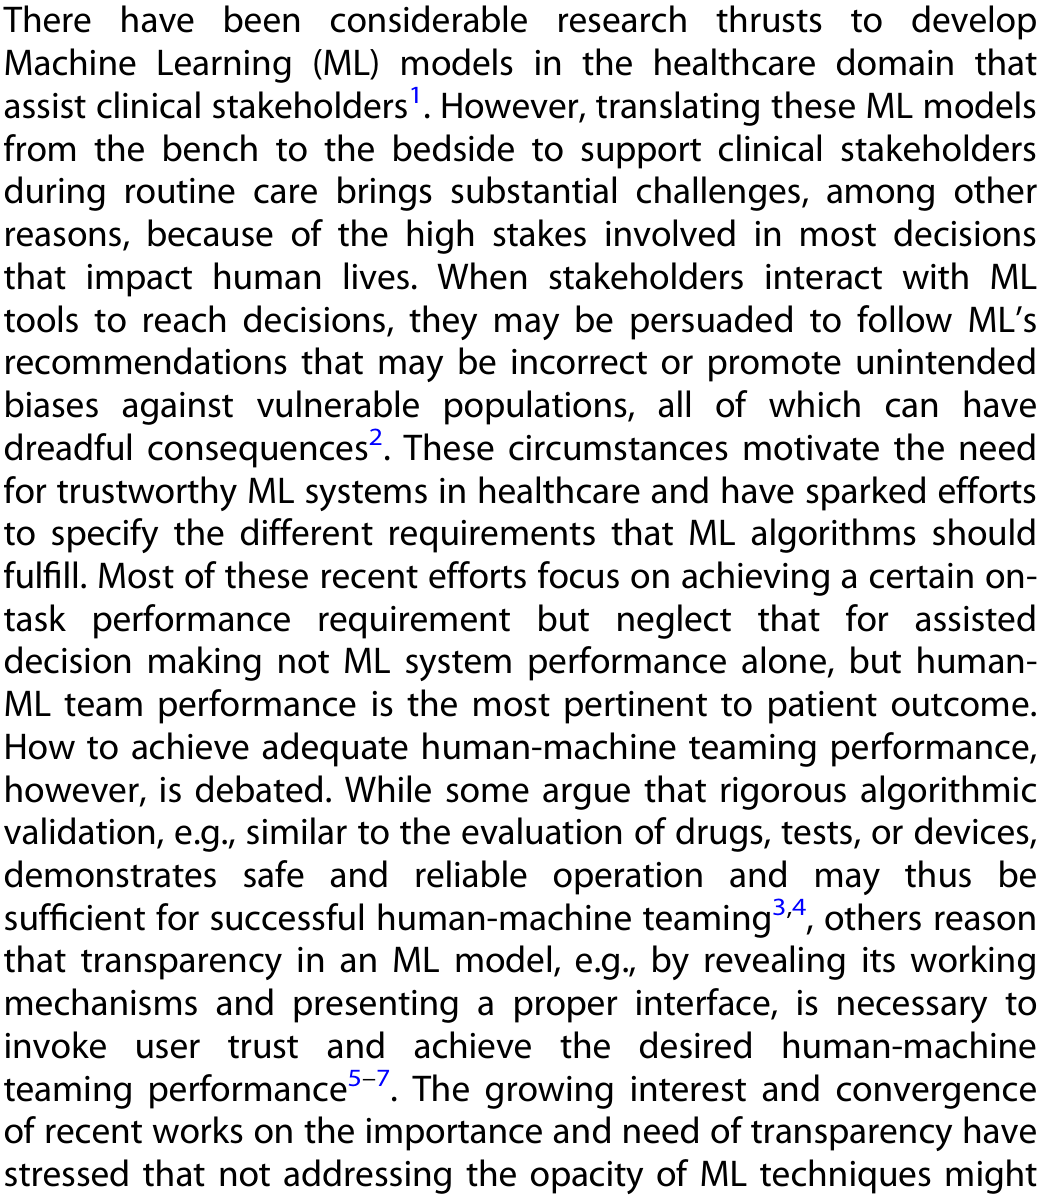 There have been considerable research thrusts to develop
Machine Learning (ML) models in the healthcare domain that
assist clinical stakeholders1. However, translating these ML models
from the bench to the bedside to support clinical stakeholders
during routine care brings substantial challenges, among other
reasons, because of the high stakes involved in most decisions
that impact human lives. When stakeholders interact with ML
tools to reach decisions, they may be persuaded to follow ML’s
recommendations that may be incorrect or promote unintended
biases against vulnerable populations, all of which can have
dreadful consequences2. These circumstances motivate the need
for trustworthy ML systems in healthcare and have sparked efforts
to specify the different requirements that ML algorithms should
fulfill. Most of these recent efforts focus on achieving a certain on-
task performance requirement but neglect that for assisted
decision making not ML system performance alone, but human-
ML team performance is the most pertinent to patient outcome.
How to achieve adequate human-machine teaming performance,
however, is debated. While some argue that rigorous algorithmic
validation, e.g., similar to the evaluation of drugs, tests, or devices,
demonstrates safe and reliable operation and may thus be
sufficient for successful human-machine teaming3,4, others reason
that transparency in an ML model, e.g., by revealing its working
mechanisms and presenting a proper interface, is necessary to
invoke user trust and achieve the desired human-machine
teaming performance5–7. The growing interest and convergence
of recent works on the importance and need of transparency have
stressed that not addressing the opacity of ML techniques might